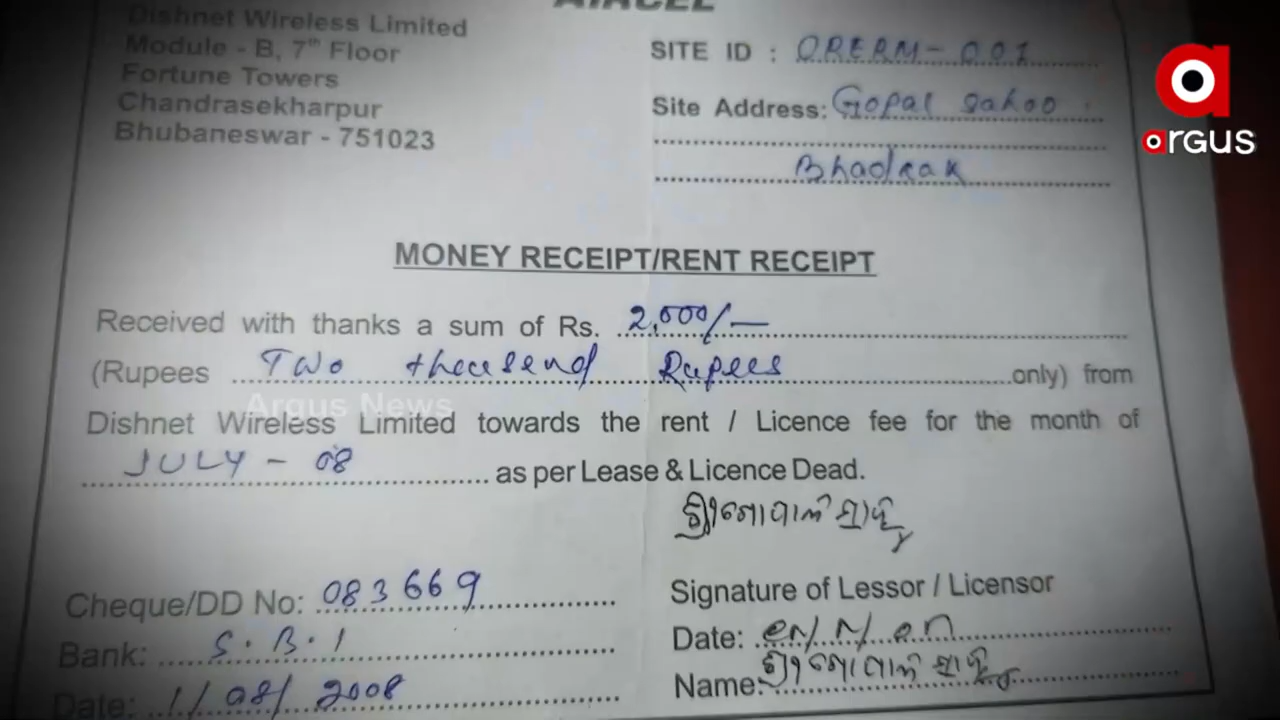 AIRCEL
Dishnet Wireless Limited
Module - B, 7th Floor
Fortune Towers
Chandrasekharpur
Bhubaneswar - 751023
SITE ID : ORERM-001
Site Address: Gopal Sahoo
Bhadrak
argus
MONEY RECEIPT/RENT RECEIPT
Received with thanks a sum of Rs. 2,000/-
(Rupees Two thousend Rupees only) from
Argus News
Dishnet Wireless Limited towards the rent / Licence fee for the month of
JULY - 08 as per Lease & Licence Dead.
ଶ୍ରୀ ଗୋପାଳ ସାହୁ
Cheque/DD No: 083669
Signature of Lessor / Licensor
Bank: S.B.I
Date:
Date: 1/08/2008
Name: ଶ୍ରୀ ଗୋପାଳ ସାହୁ